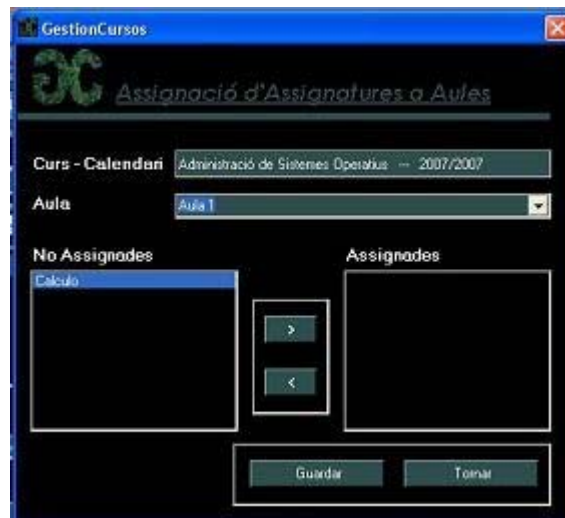 GestionCursos
GC Assignació d'Assignatures a Aules
Curs - Calendari Administració de Sistemes Operatius -- 2007/2007
Aula Aula 1
No Assignades Assignades
Calculo
>
<
Guardar Tornar